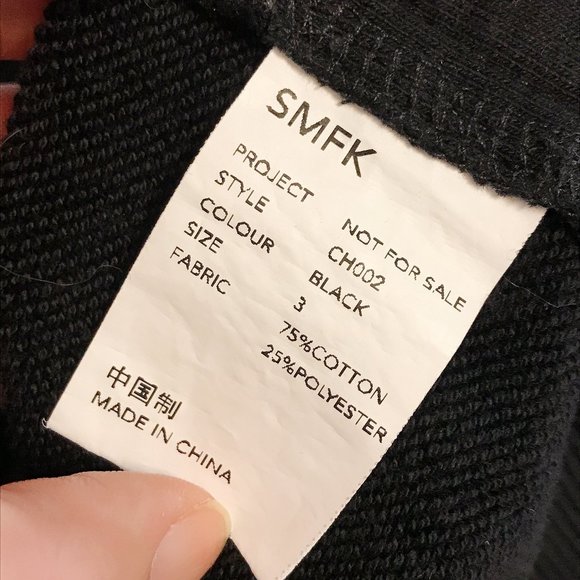 SMFK
PROJECT NOT FOR SALE
STYLE CH002
COLOUR BLACK
SIZE 3
FABRIC 75%COTTON
25%POLYESTER
中国制
MADE IN CHINA